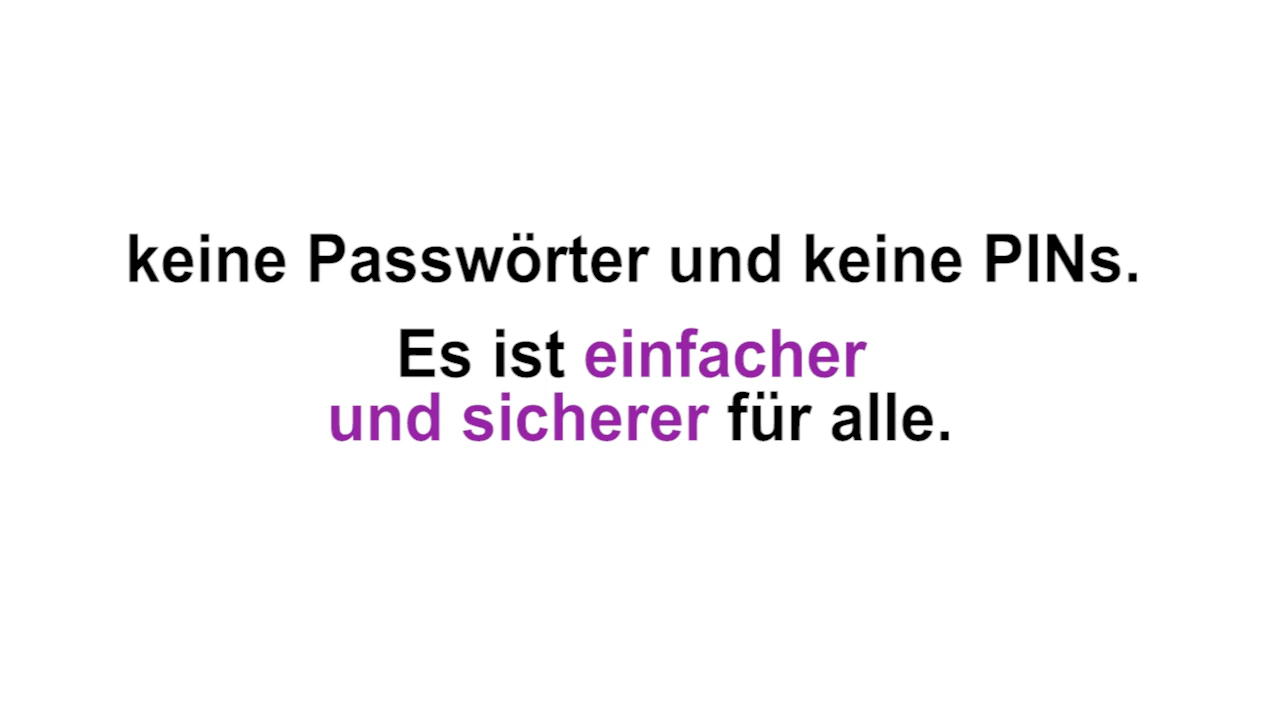 keine Passwörter und keine PINs.
Es ist einfacher
und sicherer für alle.